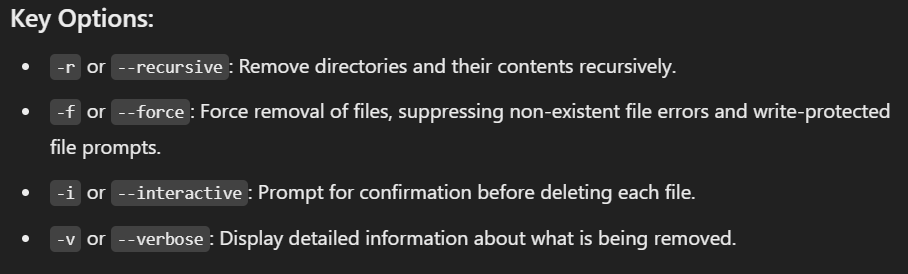 Key Options:
• -r or --recursive: Remove directories and their contents recursively.
• -f or --force: Force removal of files, suppressing non-existent file errors and write-protected
file prompts.
• -i or --interactive: Prompt for confirmation before deleting each file.
• -v or --verbose: Display detailed information about what is being removed.